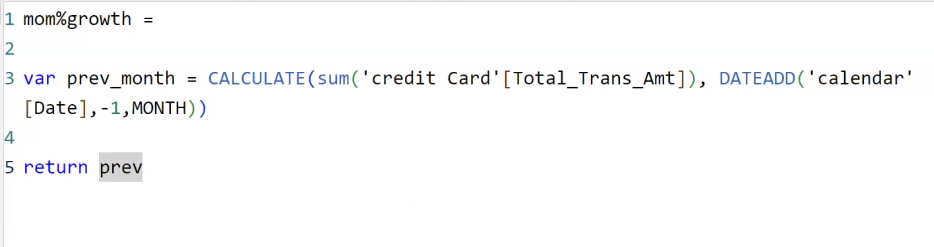 1 mom%growth =
2
3 var prev_month = CALCULATE(sum('credit Card'[Total_Trans_Amt]), DATEADD('calendar'
[Date],-1,MONTH))
4
5 return prev